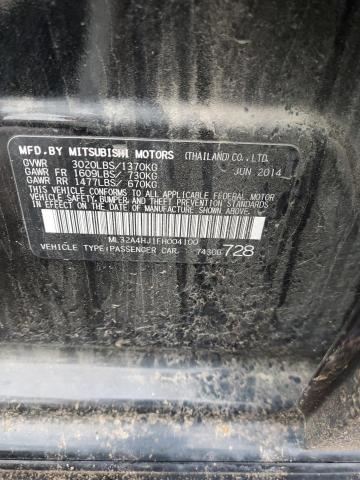 MFD.BY MITSUBISHI MOTORS (THAILAND) CO., LTD.
GVWR 3020LBS/1370KG JUN 2014
GAWR FR 1609LBS/ 730KG
GAWR RR 1477LBS/ 670KG
THIS VEHICLE CONFORMS TO ALL APPLICABLE FEDERAL MOTOR
VEHICLE SAFETY, BUMPER, AND THEFT PREVENTION STANDARDS
IN EFFECT ON THE DATE OF MANUFACTURE SHOWN ABOVE.
ML32A4HJ1FH004100
VEHICLE TYPE:PASSENGER CAR. 728